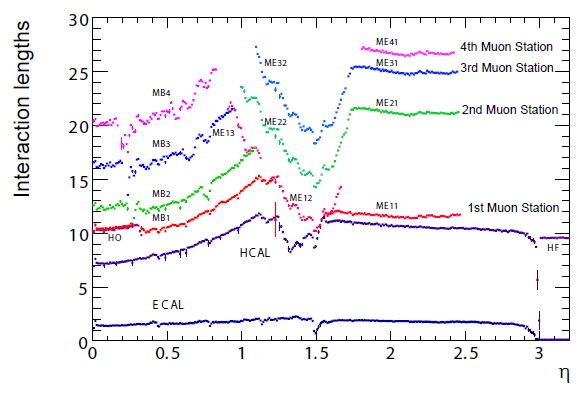 Interaction lengths
30
25
20
15
10
5
0
ME41
4th Muon Station
ME32
ME31
3rd Muon Station
MB4
ME21
2nd Muon Station
ME22
ME13
MB3
MB2
ME12
ME11
1st Muon Station
MB1
HO
HCAL
HF
ECAL
0 0.5 1 1.5 2 2.5 3
η